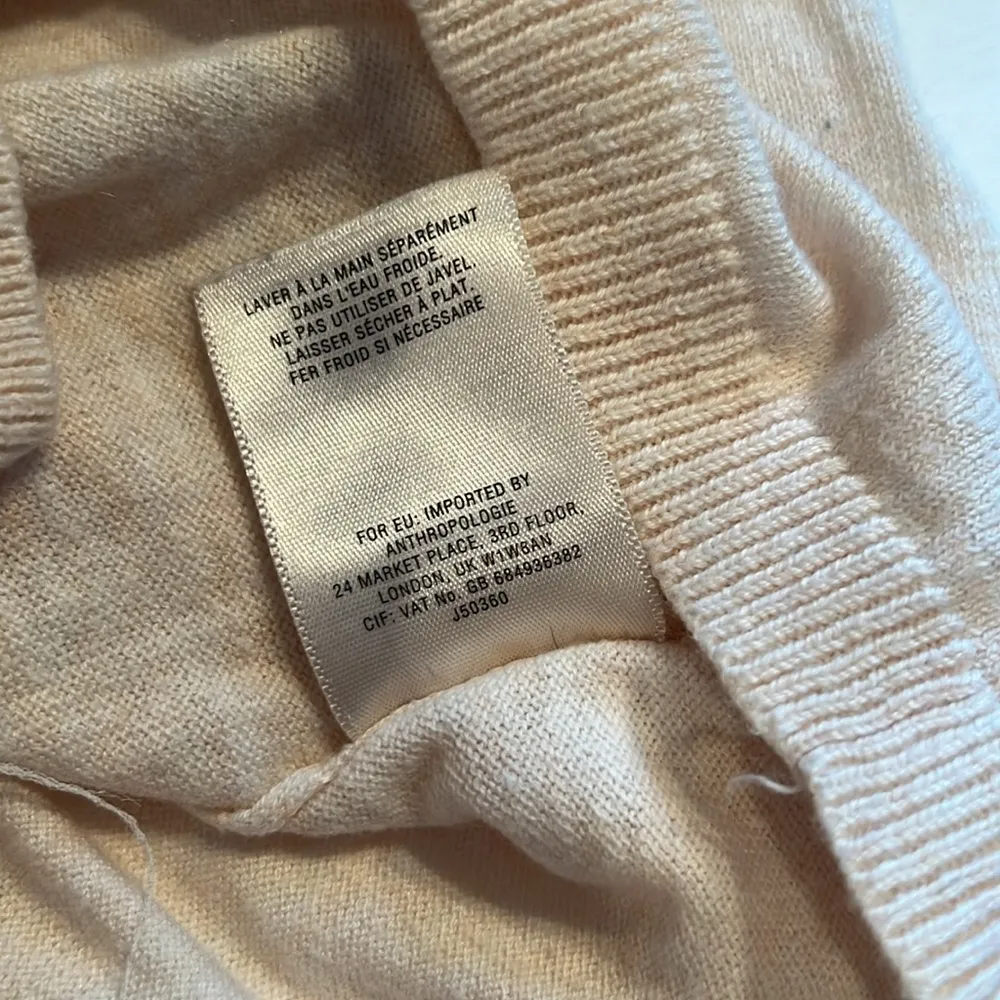 LAVER À LA MAIN SÉPARÉMENT
DANS L'EAU FROIDE.
NE PAS UTILISER DE JAVEL.
LAISSER SÉCHER À PLAT.
FER FROID SI NÉCESSAIRE
FOR EU: IMPORTED BY
ANTHROPOLOGIE
24 MARKET PLACE, 3RD FLOOR,
LONDON, UK W1W6AN
CIF: VAT No. GB 684936382
J50360